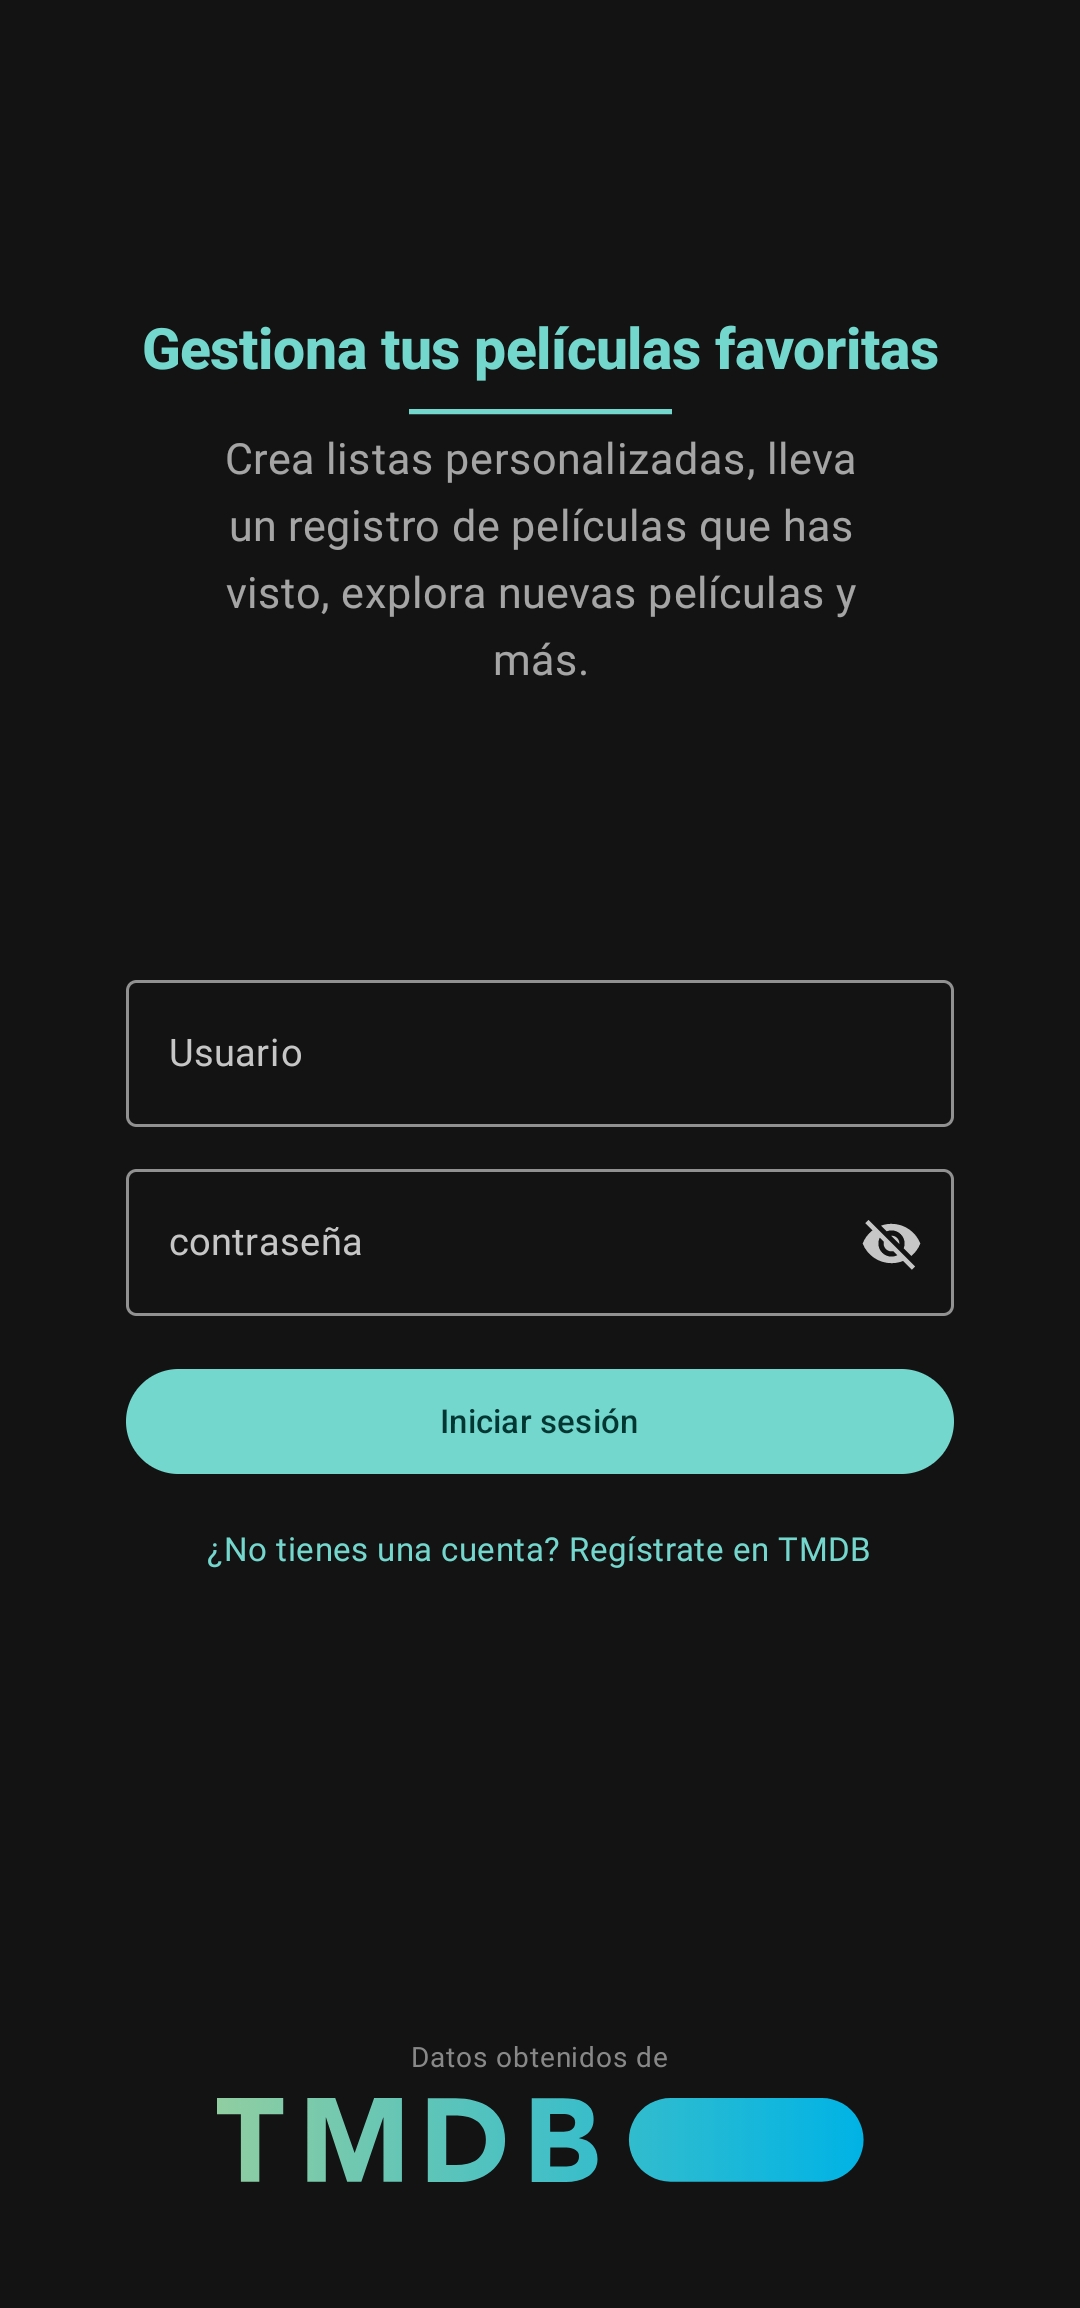 Gestiona tus películas favoritas
Crea listas personalizadas, lleva
un registro de películas que has
visto, explora nuevas películas y
más.
Usuario
contraseña
Iniciar sesión
¿No tienes una cuenta? Regístrate en TMDB
Datos obtenidos de
TMDB